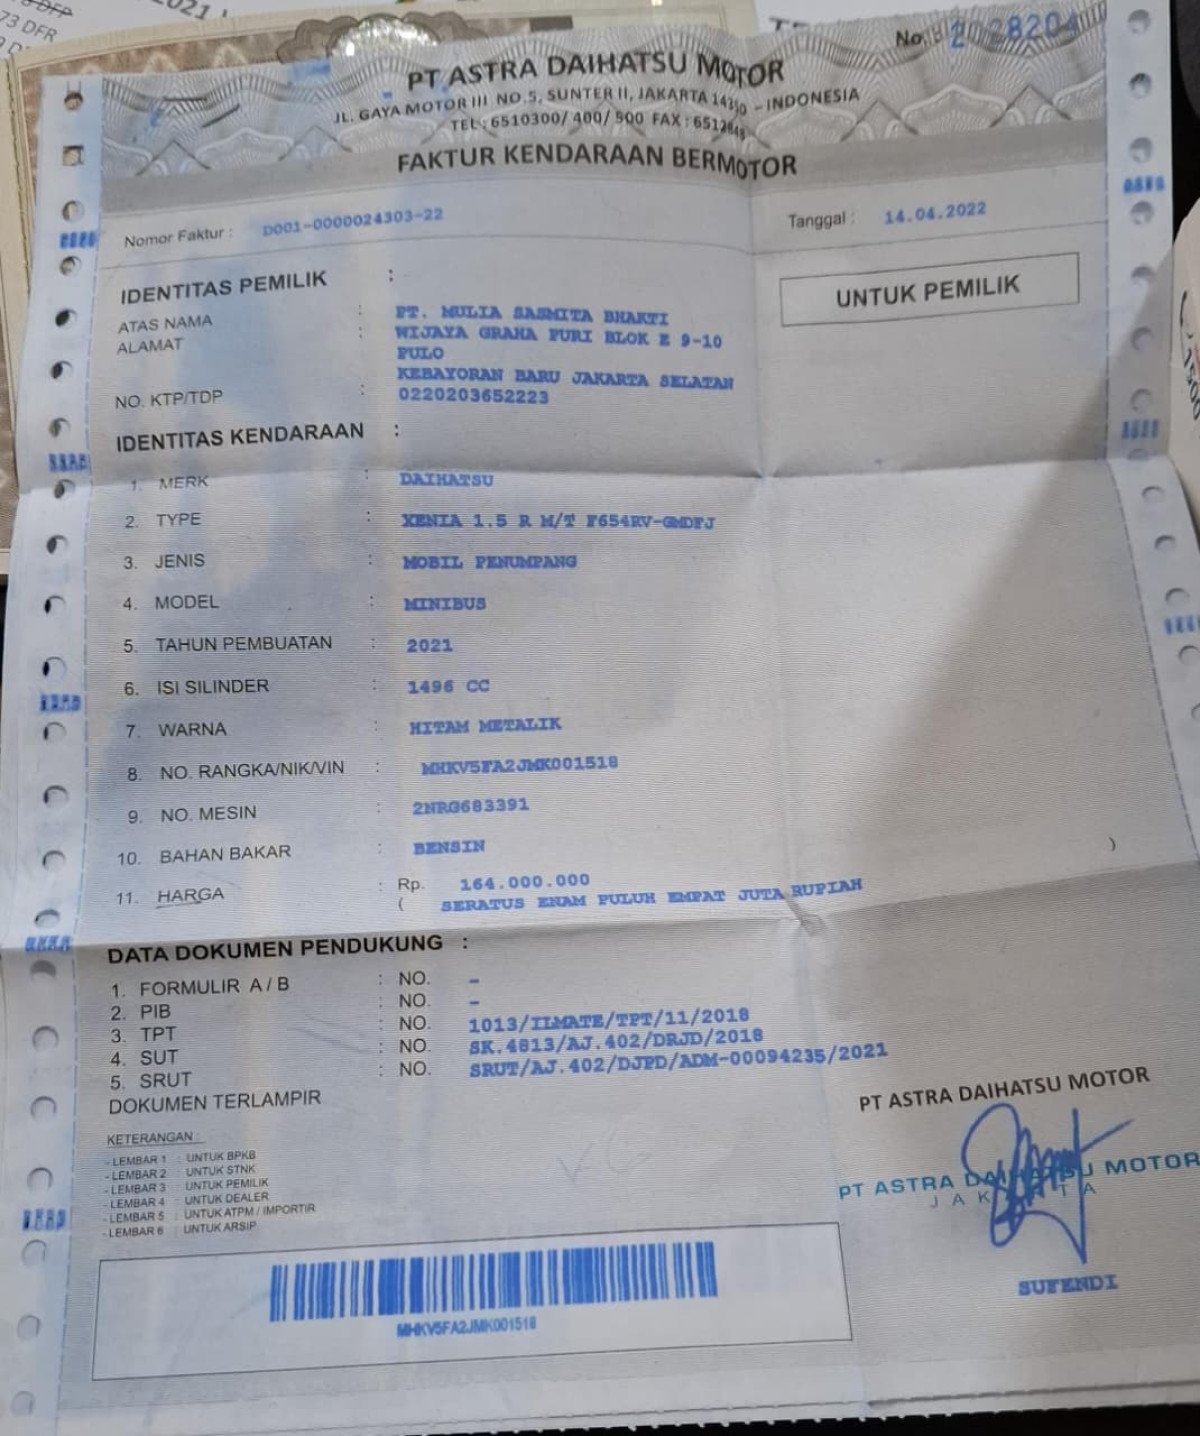 2021
73 DFR
No. B 2028204
PT ASTRA DAIHATSU MOTOR
JL. GAYA MOTOR III NO.5, SUNTER II, JAKARTA 14350 - INDONESIA
TEL : 6510300/ 400/ 500 FAX : 6512848
FAKTUR KENDARAAN BERMOTOR
Nomor Faktur : D001-0000024303-22
Tanggal : 14.04.2022
IDENTITAS PEMILIK :
UNTUK PEMILIK
ATAS NAMA : PT. MULIA SASMITA BHAKTI
ALAMAT : WIJAYA GRAHA PURI BLOK E 9-10
PULO
KEBAYORAN BARU JAKARTA SELATAN
NO. KTP/TDP : 0220203652223
IDENTITAS KENDARAAN :
1. MERK : DAIHATSU
2. TYPE : XENIA 1.5 R M/T F654RV-GMDFJ
3. JENIS : MOBIL PENUMPANG
4. MODEL : MINIBUS
5. TAHUN PEMBUATAN : 2021
6. ISI SILINDER : 1496 CC
7. WARNA : HITAM METALIK
8. NO. RANGKA/NIK/VIN : MHKV5FA2JMK001518
9. NO. MESIN : 2NRG683391
10. BAHAN BAKAR : BENSIN
11. HARGA : Rp. 164.000.000
( SERATUS ENAM PULUH EMPAT JUTA RUPIAH )
DATA DOKUMEN PENDUKUNG :
1. FORMULIR A / B : NO. -
2. PIB : NO. -
3. TPT : NO. 1013/ILMATE/TPT/11/2018
4. SUT : NO. SK.4813/AJ.402/DRJD/2018
5. SRUT : NO. SRUT/AJ.402/DJPD/ADM-00094235/2021
DOKUMEN TERLAMPIR
PT ASTRA DAIHATSU MOTOR
KETERANGAN :
- LEMBAR 1 : UNTUK BPKB
- LEMBAR 2 : UNTUK STNK
- LEMBAR 3 : UNTUK PEMILIK
- LEMBAR 4 : UNTUK DEALER
- LEMBAR 5 : UNTUK ATPM / IMPORTIR
- LEMBAR 6 : UNTUK ARSIP
PT ASTRA DAIHATSU MOTOR
JAKARTA
SUFENDI
MHKV5FA2JMK001518